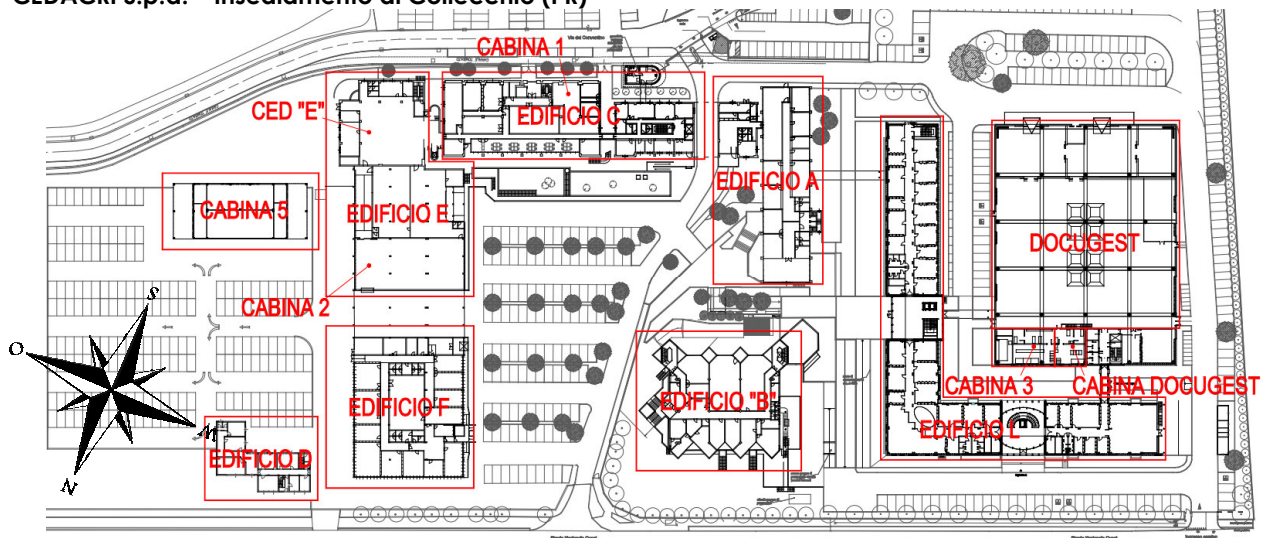 CEDACRI S.p.a. – Insediamento di Collecchio (PR)
CABINA 1
CED "E"
EDIFICIO C
EDIFICIO A
CABINA 5
EDIFICIO E
DOCUGEST
CABINA 2
S
O
CABINA 3
CABINA DOCUGEST
EDIFICIO "B"
EDIFICIO F
EDIFICIO L
M
EDIFICIO D
N